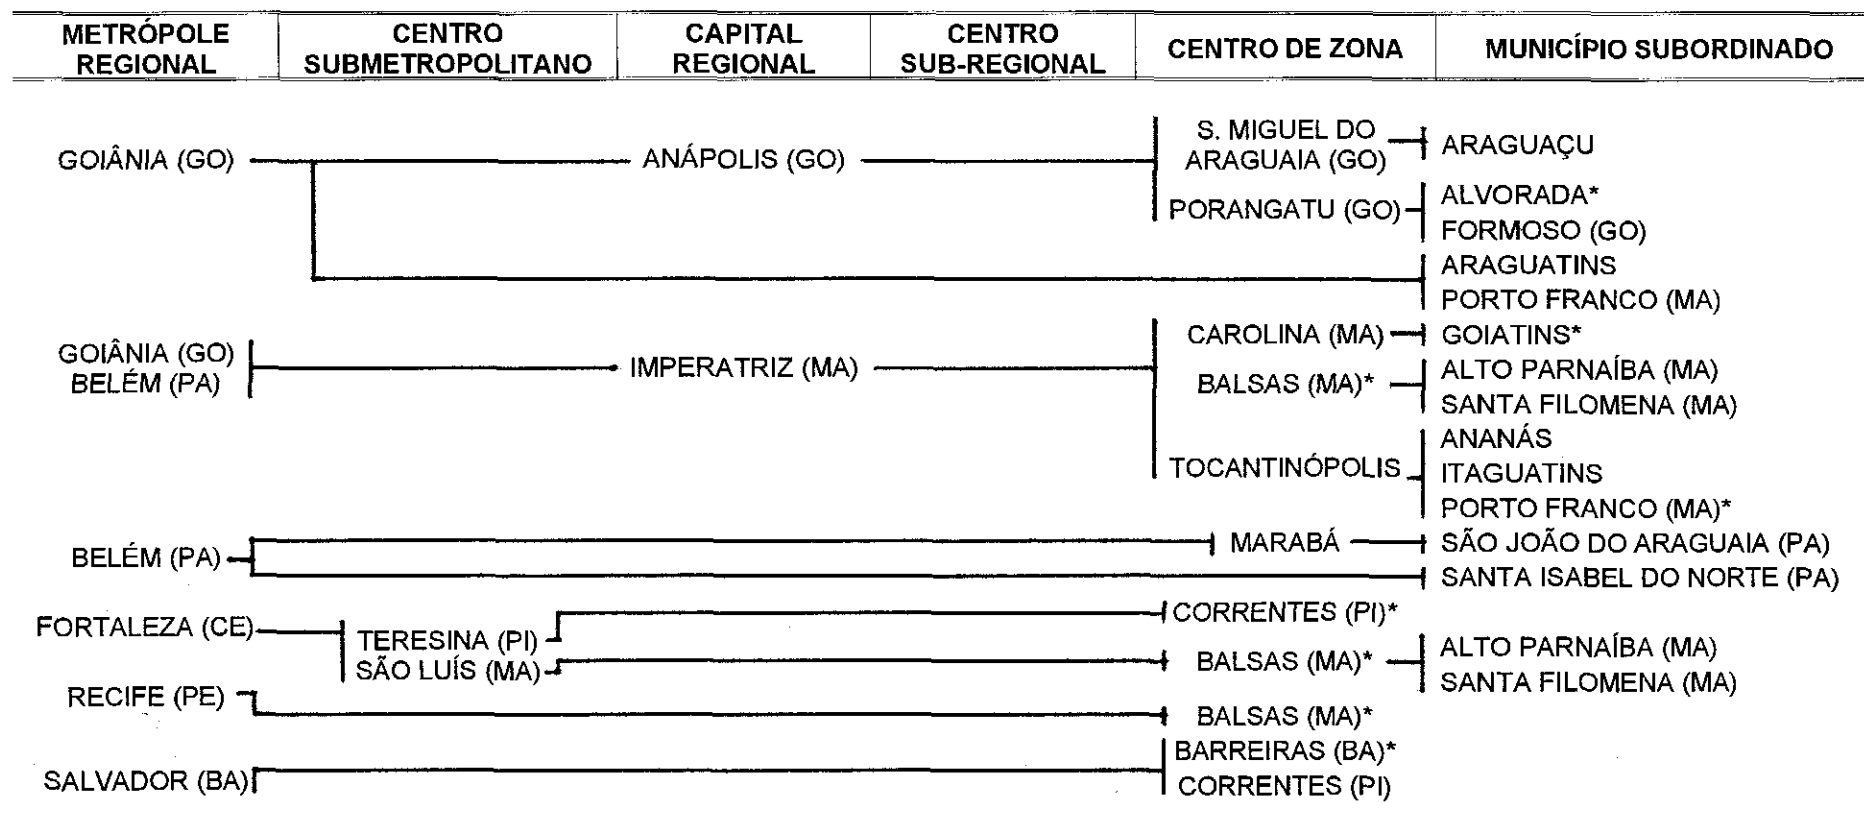 METRÓPOLE REGIONAL
CENTRO SUBMETROPOLITANO
CAPITAL REGIONAL
CENTRO SUB-REGIONAL
CENTRO DE ZONA
MUNICÍPIO SUBORDINADO
GOIÂNIA (GO)
ANÁPOLIS (GO)
S. MIGUEL DO
ARAGUAIA (GO)
ARAGUAÇU
PORANGATU (GO)
ALVORADA*
FORMOSO (GO)
ARAGUATINS
PORTO FRANCO (MA)
GOIÂNIA (GO)
BELÉM (PA)
IMPERATRIZ (MA)
CAROLINA (MA)
GOIATINS*
BALSAS (MA)*
ALTO PARNAÍBA (MA)
SANTA FILOMENA (MA)
TOCANTINÓPOLIS
ANANÁS
ITAGUATINS
PORTO FRANCO (MA)*
BELÉM (PA)
MARABÁ
SÃO JOÃO DO ARAGUAIA (PA)
SANTA ISABEL DO NORTE (PA)
FORTALEZA (CE)
TERESINA (PI)
SÃO LUÍS (MA)
CORRENTES (PI)*
BALSAS (MA)*
ALTO PARNAÍBA (MA)
SANTA FILOMENA (MA)
RECIFE (PE)
BALSAS (MA)*
SALVADOR (BA)
BARREIRAS (BA)*
CORRENTES (PI)